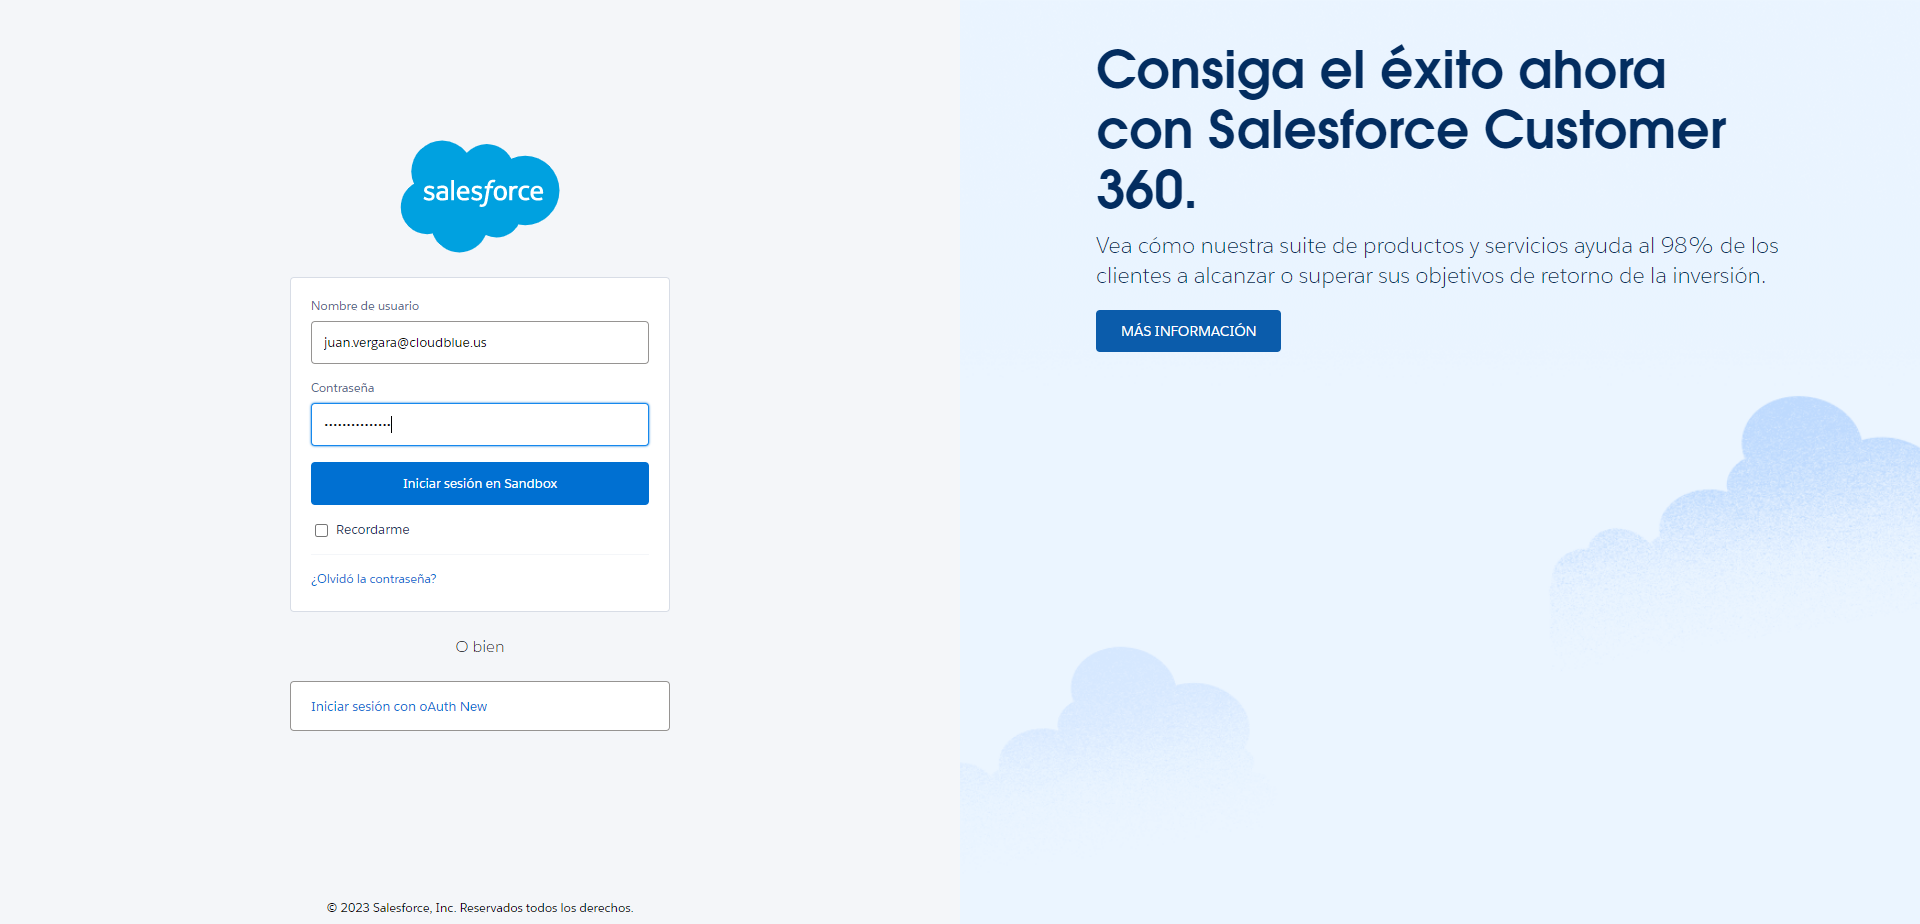 salesforce
Nombre de usuario
juan.vergara@cloudblue.us
Contraseña
•••••••••••••••
Iniciar sesión en Sandbox
Recordarme
¿Olvidó la contraseña?
O bien
Iniciar sesión con oAuth New
© 2023 Salesforce, Inc. Reservados todos los derechos.
Consiga el éxito ahora
con Salesforce Customer
360.
Vea cómo nuestra suite de productos y servicios ayuda al 98% de los
clientes a alcanzar o superar sus objetivos de retorno de la inversión.
MÁS INFORMACIÓN